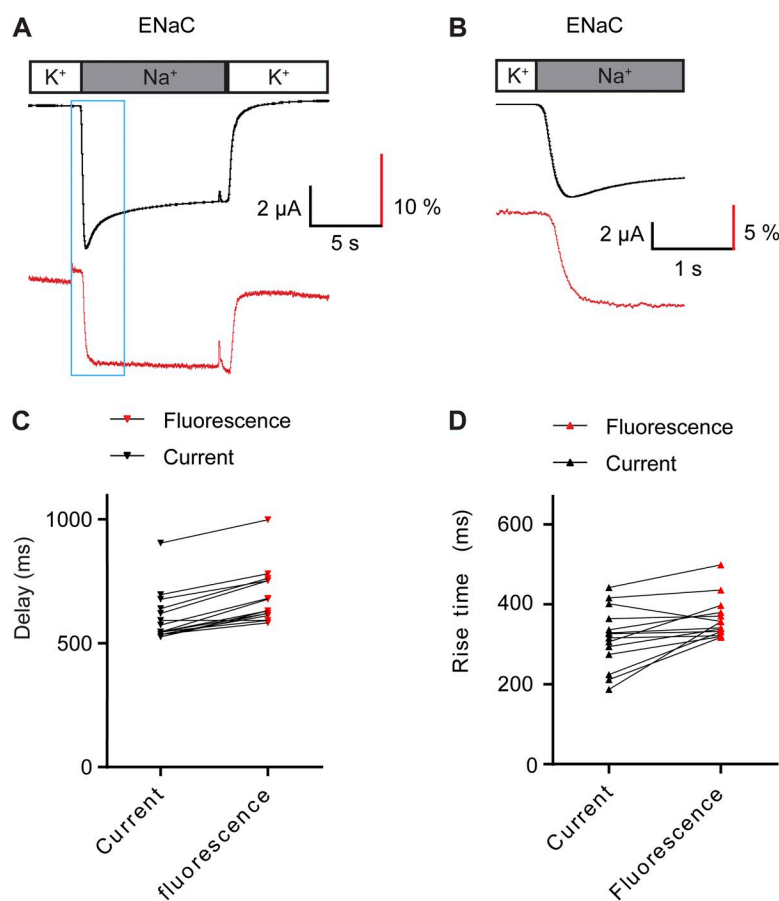 A
ENaC
K⁺
Na⁺
K⁺
2 µA
10 %
5 s
B
ENaC
K⁺
Na⁺
2 µA
5 %
1 s
C
Fluorescence
Current
Delay (ms)
1000
500
0
Current
fluorescence
D
Fluorescence
Current
Rise time (ms)
600
400
200
0
Current
Fluorescence